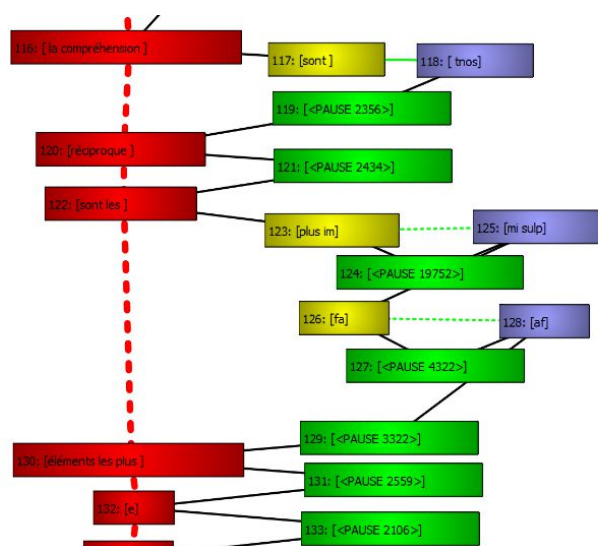 116: [ la compréhension ]
117: [sont ]
118: [ tnos]
119: [<PAUSE 2356>]
120: [réciproque ]
121: [<PAUSE 2434>]
122: [sont les ]
123: [plus im]
125: [mi sulp]
124: [<PAUSE 19752>]
126: [fa]
128: [af]
127: [<PAUSE 4322>]
129: [<PAUSE 3322>]
130: [éléments les plus ]
131: [<PAUSE 2559>]
132: [e]
133: [<PAUSE 2106>]